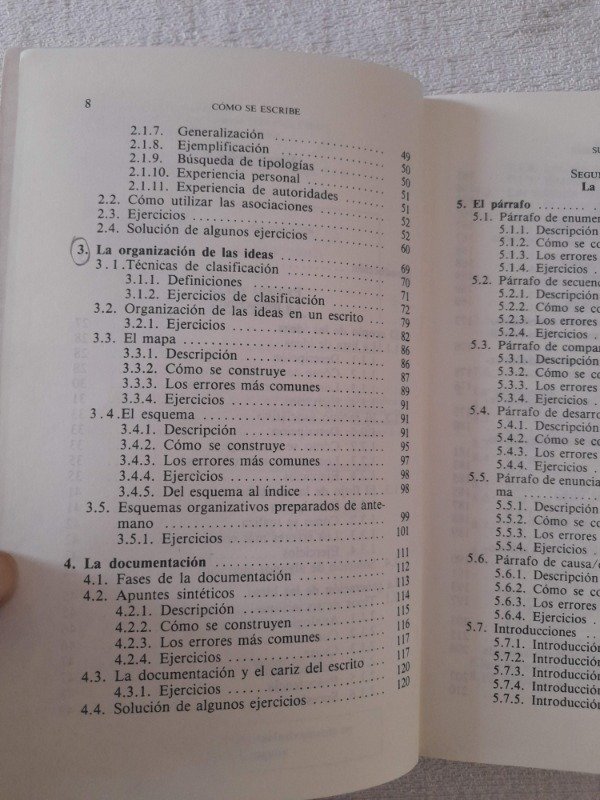 8 CÓMO SE ESCRIBE
2.1.7. Generalización 49
2.1.8. Ejemplificación 50
2.1.9. Búsqueda de tipologías 50
2.1.10. Experiencia personal 51
2.1.11. Experiencia de autoridades 51
2.2. Cómo utilizar las asociaciones 52
2.3. Ejercicios 52
2.4. Solución de algunos ejercicios 60
3. La organización de las ideas 69
3.1.Técnicas de clasificación 70
3.1.1. Definiciones 71
3.1.2. Ejercicios de clasificación 72
3.2. Organización de las ideas en un escrito 79
3.2.1. Ejercicios 82
3.3. El mapa 86
3.3.1. Descripción 86
3.3.2. Cómo se construye 87
3.3.3. Los errores más comunes 89
3.3.4. Ejercicios 91
3.4.El esquema 91
3.4.1. Descripción 91
3.4.2. Cómo se construye 95
3.4.3. Los errores más comunes 97
3.4.4. Ejercicios 98
3.4.5. Del esquema al índice 98
3.5. Esquemas organizativos preparados de ante-
mano 99
3.5.1. Ejercicios 101
4. La documentación 111
4.1. Fases de la documentación 112
4.2. Apuntes sintéticos 113
4.2.1. Descripción 114
4.2.2. Cómo se construyen 115
4.2.3. Los errores más comunes 116
4.2.4. Ejercicios 117
4.3. La documentación y el cariz del escrito 117
4.3.1. Ejercicios 120
4.4. Solución de algunos ejercicios 120
La
5. El párrafo
5.1. Párrafo de enumer
5.1.1. Descripción
5.1.2. Cómo se co
5.1.3. Los errores
5.1.4. Ejercicios
5.2. Párrafo de secuenc
5.2.1. Descripción
5.2.2. Cómo se co
5.2.3. Los errores
5.2.4. Ejercicios
5.3. Párrafo de compar
5.3.1. Descripción
5.3.2. Cómo se co
5.3.3. Los errores
5.3.4. Ejercicios
5.4. Párrafo de desarro
5.4.1. Descripción
5.4.2. Cómo se co
5.4.3. Los errores
5.4.4. Ejercicios
5.5. Párrafo de enuncia
ma
5.5.1. Descripción
5.5.2. Cómo se co
5.5.3. Los errores
5.5.4. Ejercicios
5.6. Párrafo de causa/e
5.6.1. Descripción
5.6.2. Cómo se co
5.6.3. Los errores
5.6.4. Ejercicios
5.7. Introducciones
5.7.1. Introducción
5.7.2. Introducción
5.7.3. Introducción
5.7.4. Introducción
5.7.5. Introducción